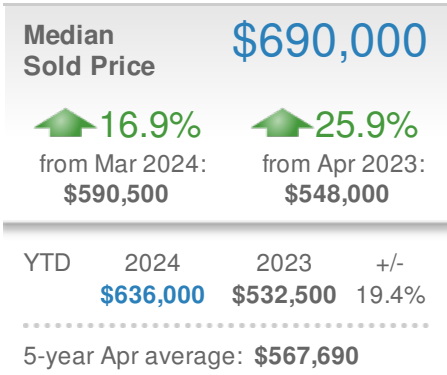 Median $690,000
Sold Price
16.9% 25.9%
from Mar 2024: from Apr 2023:
$590,500 $548,000
YTD 2024 2023 +/-
$636,000 $532,500 19.4%
5-year Apr average: $567,690